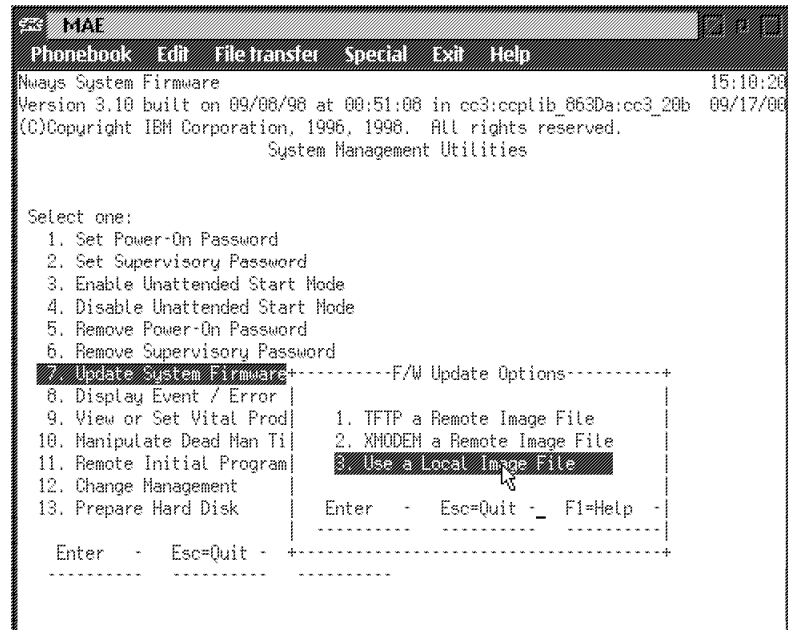 MAE
Phonebook Edit File transfer Special Exit Help
Nways System Firmware 15:10:20
Version 3.10 built on 09/08/98 at 00:51:08 in cc3:ccplib_863Da:cc3_20b 09/17/00
(C)Copyright IBM Corporation, 1996, 1998. All rights reserved.
System Management Utilities
Select one:
1. Set Power-On Password
2. Set Supervisory Password
3. Enable Unattended Start Mode
4. Disable Unattended Start Mode
5. Remove Power-On Password
6. Remove Supervisory Password
7. Update System Firmware+----------F/W Update Options----------+
8. Display Event / Error | |
9. View or Set Vital Prod| 1. TFTP a Remote Image File |
10. Manipulate Dead Man Ti| 2. XMODEM a Remote Image File |
11. Remote Initial Program| 3. Use a Local Image File |
12. Change Management | |
13. Prepare Hard Disk | Enter - Esc=Quit -_ F1=Help -|
| ---------- ---------- ----------|
Enter - Esc=Quit - +--------------------------------------+
---------- ---------- ----------